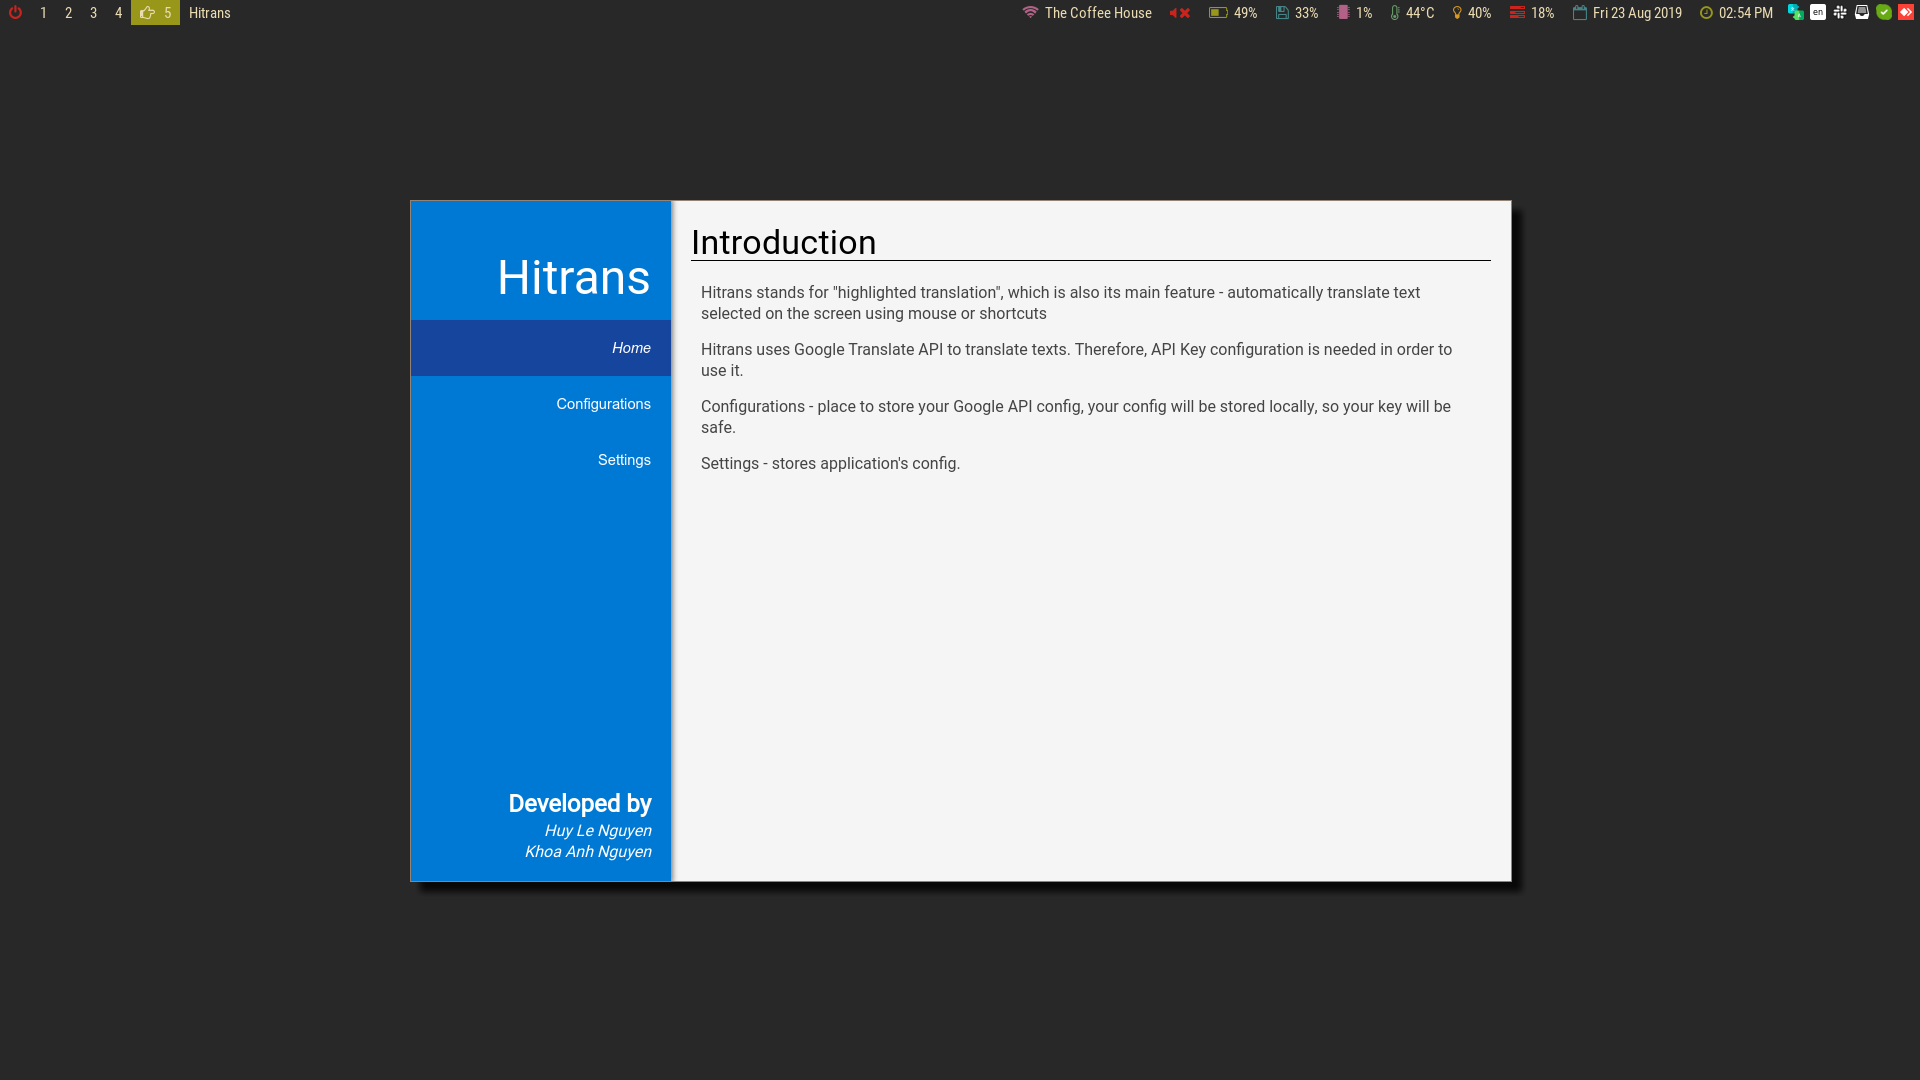 1 2 3 4 5 Hitrans The Coffee House 49% 33% 1% 44°C 40% 18% Fri 23 Aug 2019 02:54 PM en
Hitrans
Home
Configurations
Settings
Developed by
Huy Le Nguyen
Khoa Anh Nguyen
Introduction
Hitrans stands for "highlighted translation", which is also its main feature - automatically translate text
selected on the screen using mouse or shortcuts
Hitrans uses Google Translate API to translate texts. Therefore, API Key configuration is needed in order to
use it.
Configurations - place to store your Google API config, your config will be stored locally, so your key will be
safe.
Settings - stores application's config.